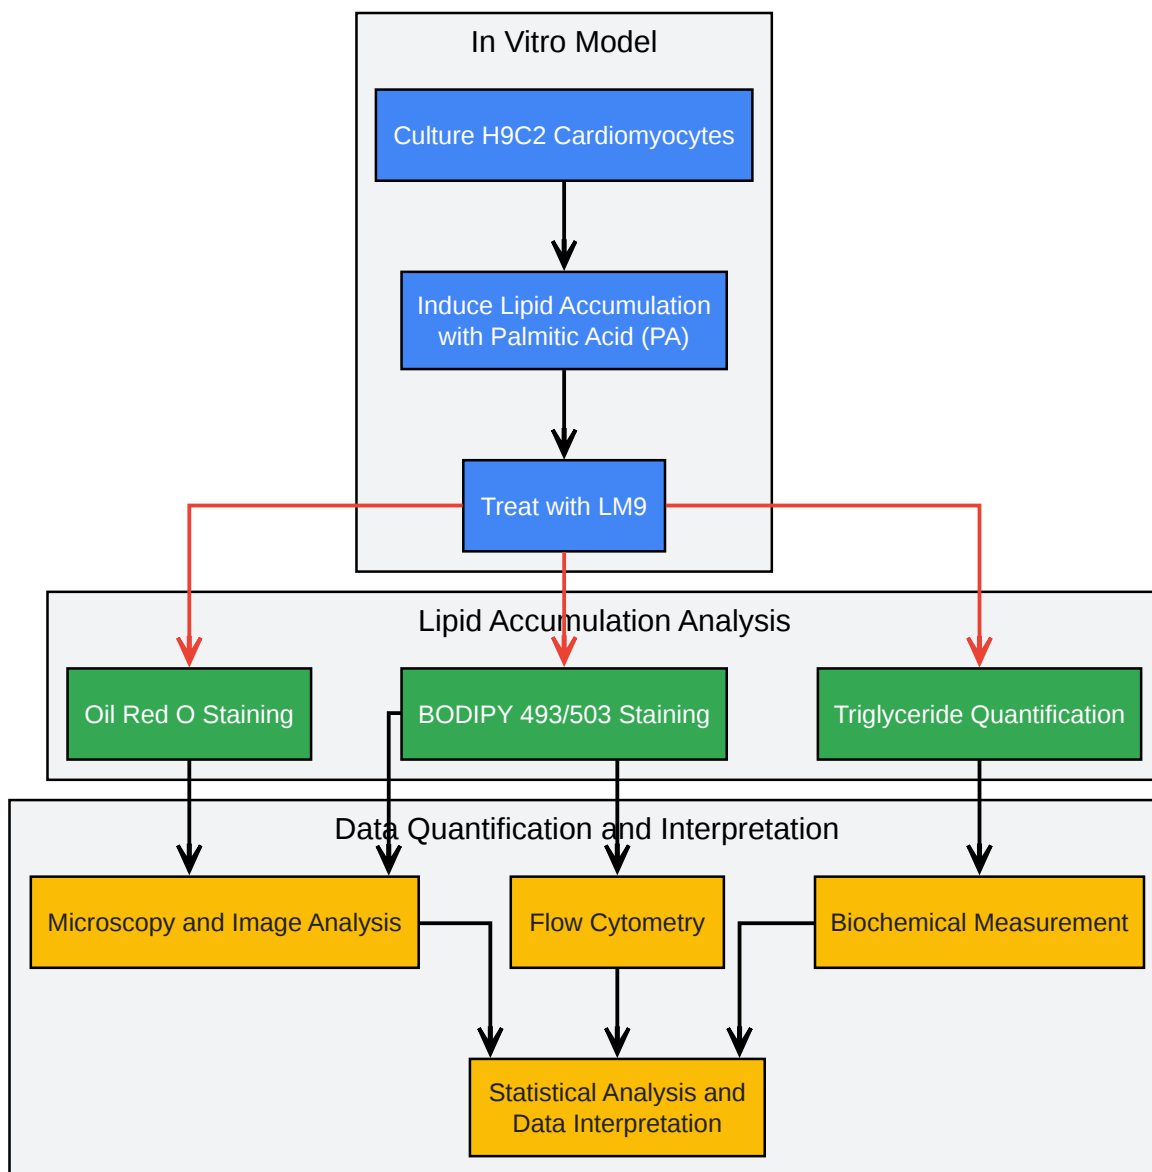 In Vitro Model
Culture H9C2 Cardiomyocytes
Induce Lipid Accumulation
with Palmitic Acid (PA)
Treat with LM9
Lipid Accumulation Analysis
Oil Red O Staining
BODIPY 493/503 Staining
Triglyceride Quantification
Data Quantification and Interpretation
Microscopy and Image Analysis
Flow Cytometry
Biochemical Measurement
Statistical Analysis and
Data Interpretation